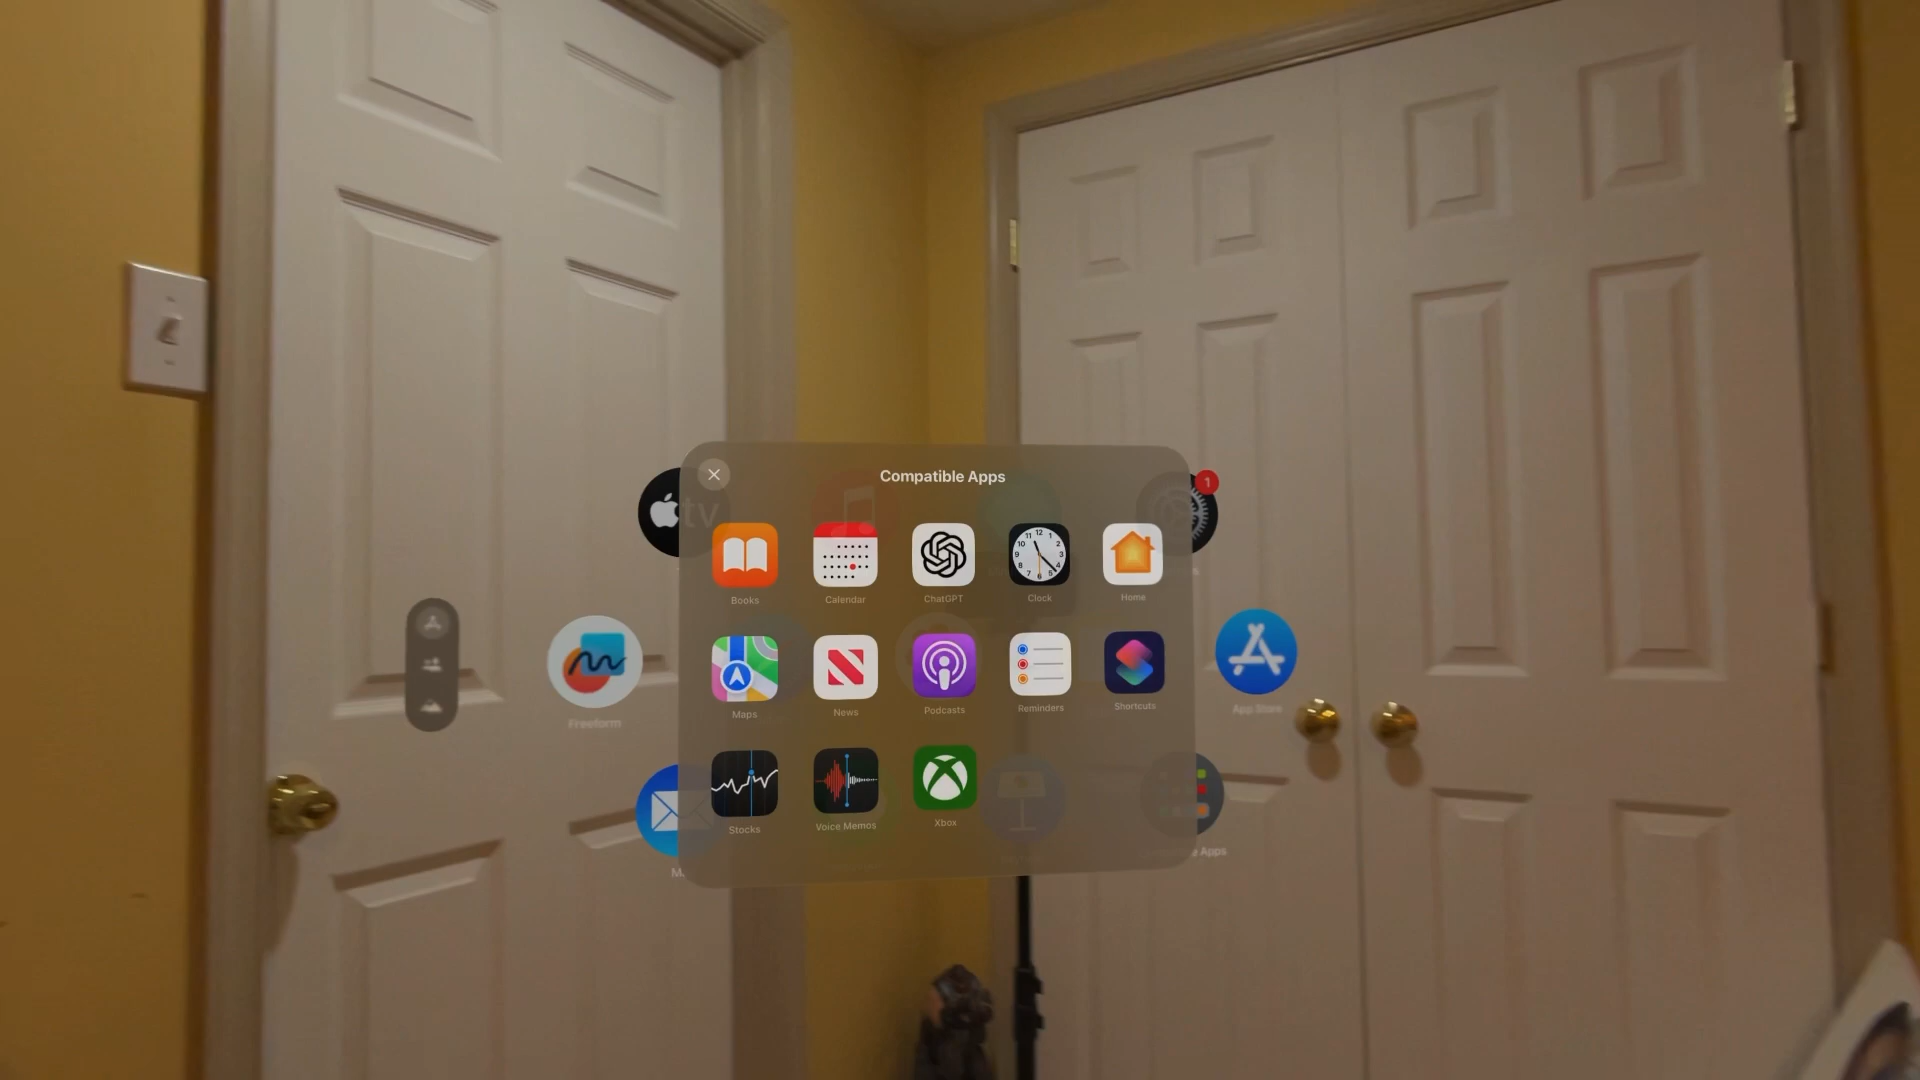 Compatible Apps
1
tv
Books
Calendar
ChatGPT
Clock
Home
Freeform
Maps
News
Podcasts
Reminders
Shortcuts
App Store
Stocks
Voice Memos
Xbox
Apps